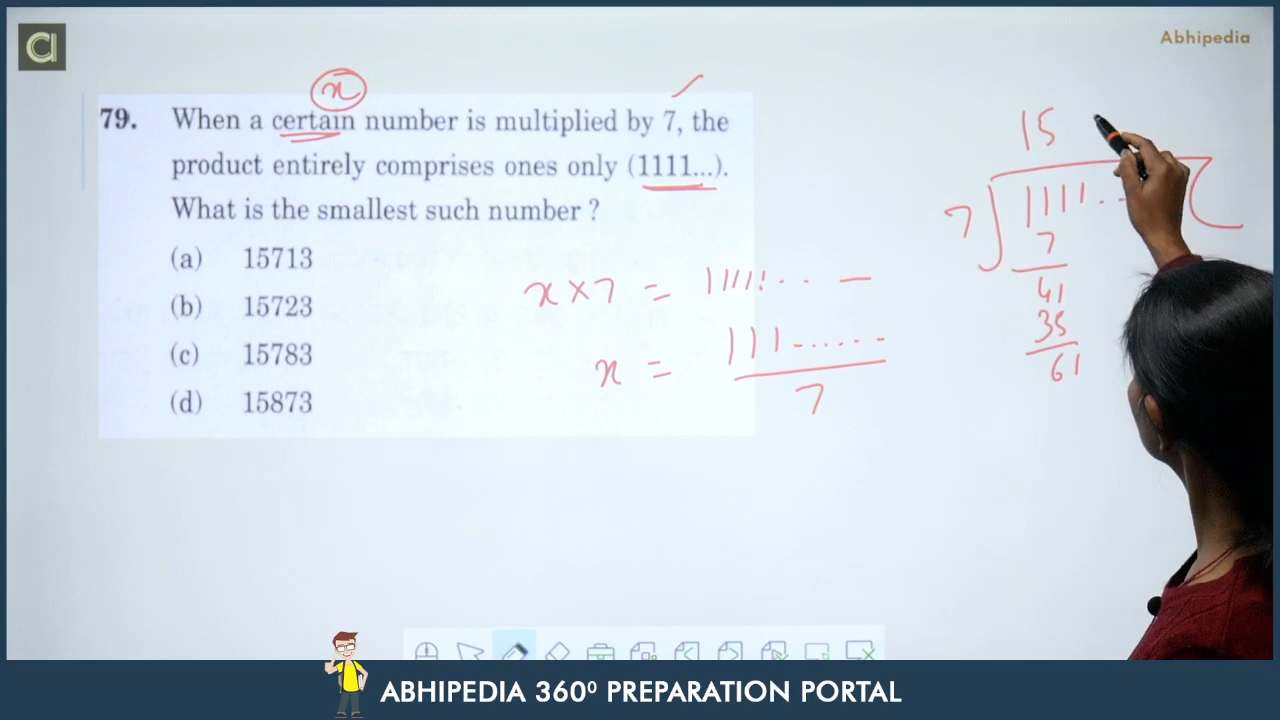 Abhipedia
x
79. When a certain number is multiplied by 7, the
product entirely comprises ones only (1111...).
What is the smallest such number ?
(a) 15713
(b) 15723
(c) 15783
(d) 15873
x × 7 = 11111... —
x = 111....... / 7
15
7 1111...
7
41
35
61
ABHIPEDIA 360º PREPARATION PORTAL